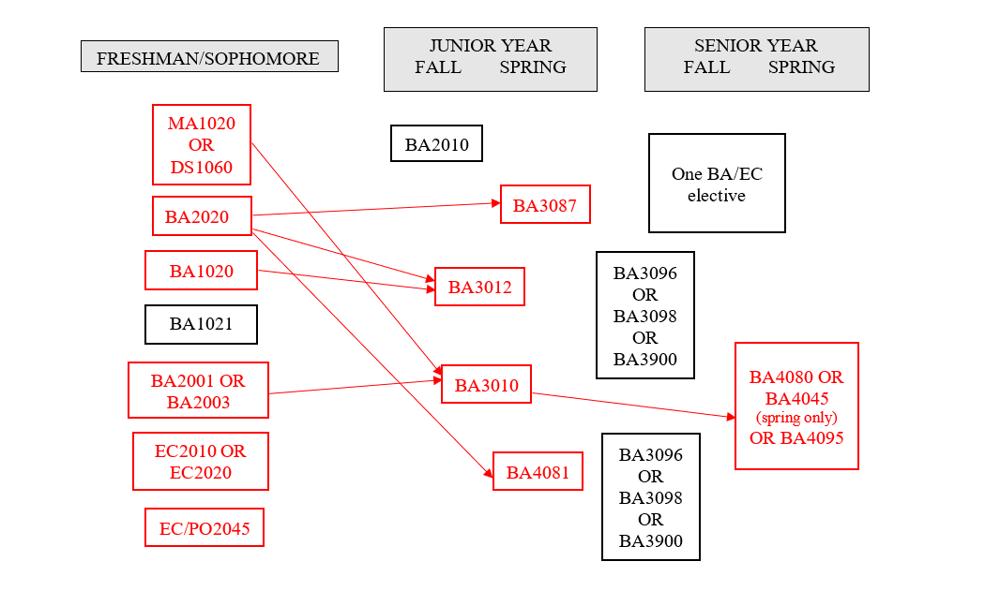 FRESHMAN/SOPHOMORE
JUNIOR YEAR
FALL SPRING
SENIOR YEAR
FALL SPRING
MA1020
OR
DS1060
BA2020
BA1020
BA1021
BA2001 OR
BA2003
EC2010 OR
EC2020
EC/PO2045
BA2010
BA3087
BA3012
BA3010
BA4081
One BA/EC
elective
BA3096
OR
BA3098
OR
BA3900
BA3096
OR
BA3098
OR
BA3900
BA4080 OR
BA4045
(spring only)
OR BA4095